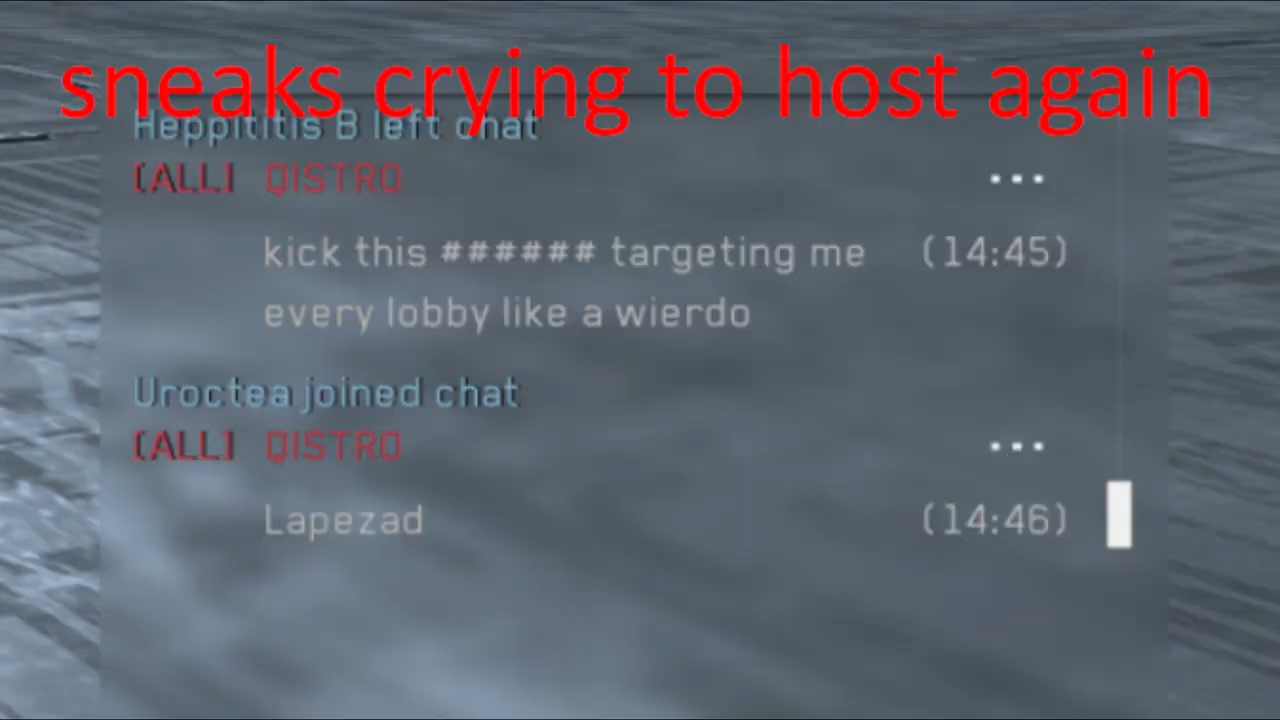 sneaks crying to host again
Heppititis B left chat
[ALL] QISTRO ...
kick this ###### targeting me (14:45)
every lobby like a wierdo
Uroctea joined chat
[ALL] QISTRO ...
Lapezad (14:46)